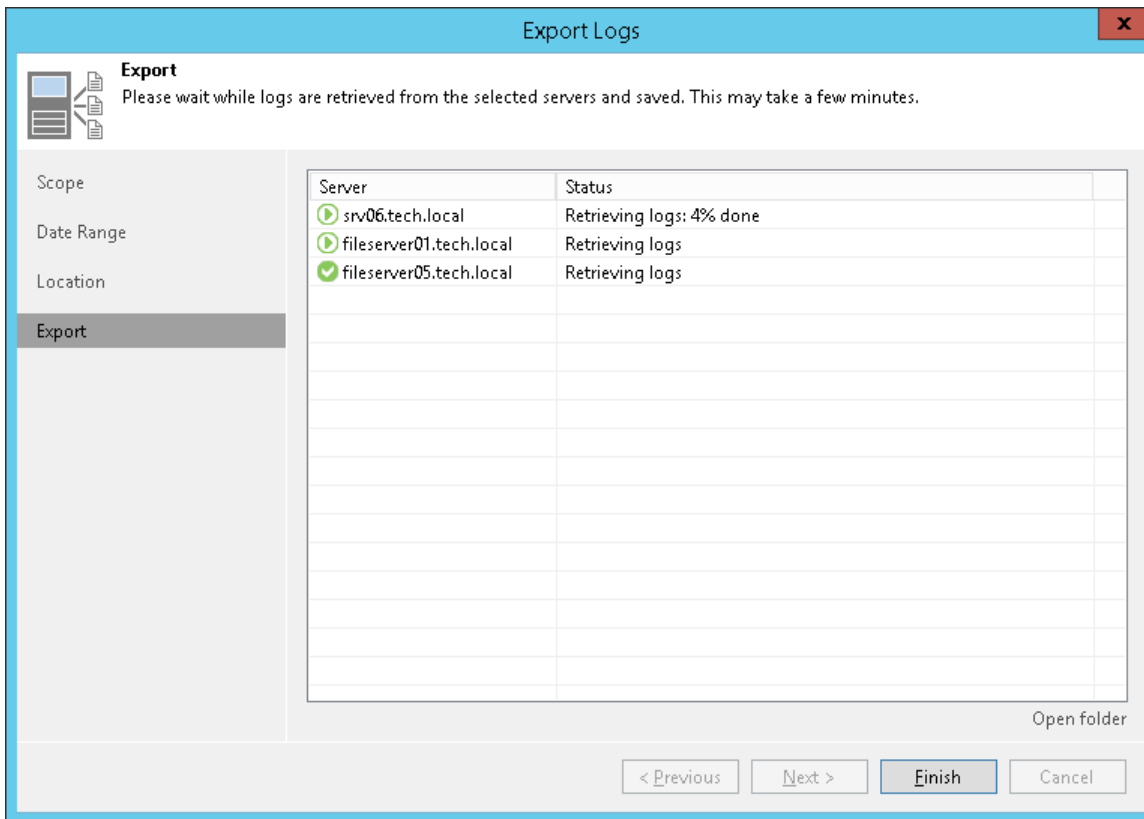 Export Logs
x
Export
Please wait while logs are retrieved from the selected servers and saved. This may take a few minutes.
Scope
Date Range
Location
Export
Server Status
srv06.tech.local Retrieving logs: 4% done
fileserver01.tech.local Retrieving logs
fileserver05.tech.local Retrieving logs
Open folder
< Previous Next > Finish Cancel